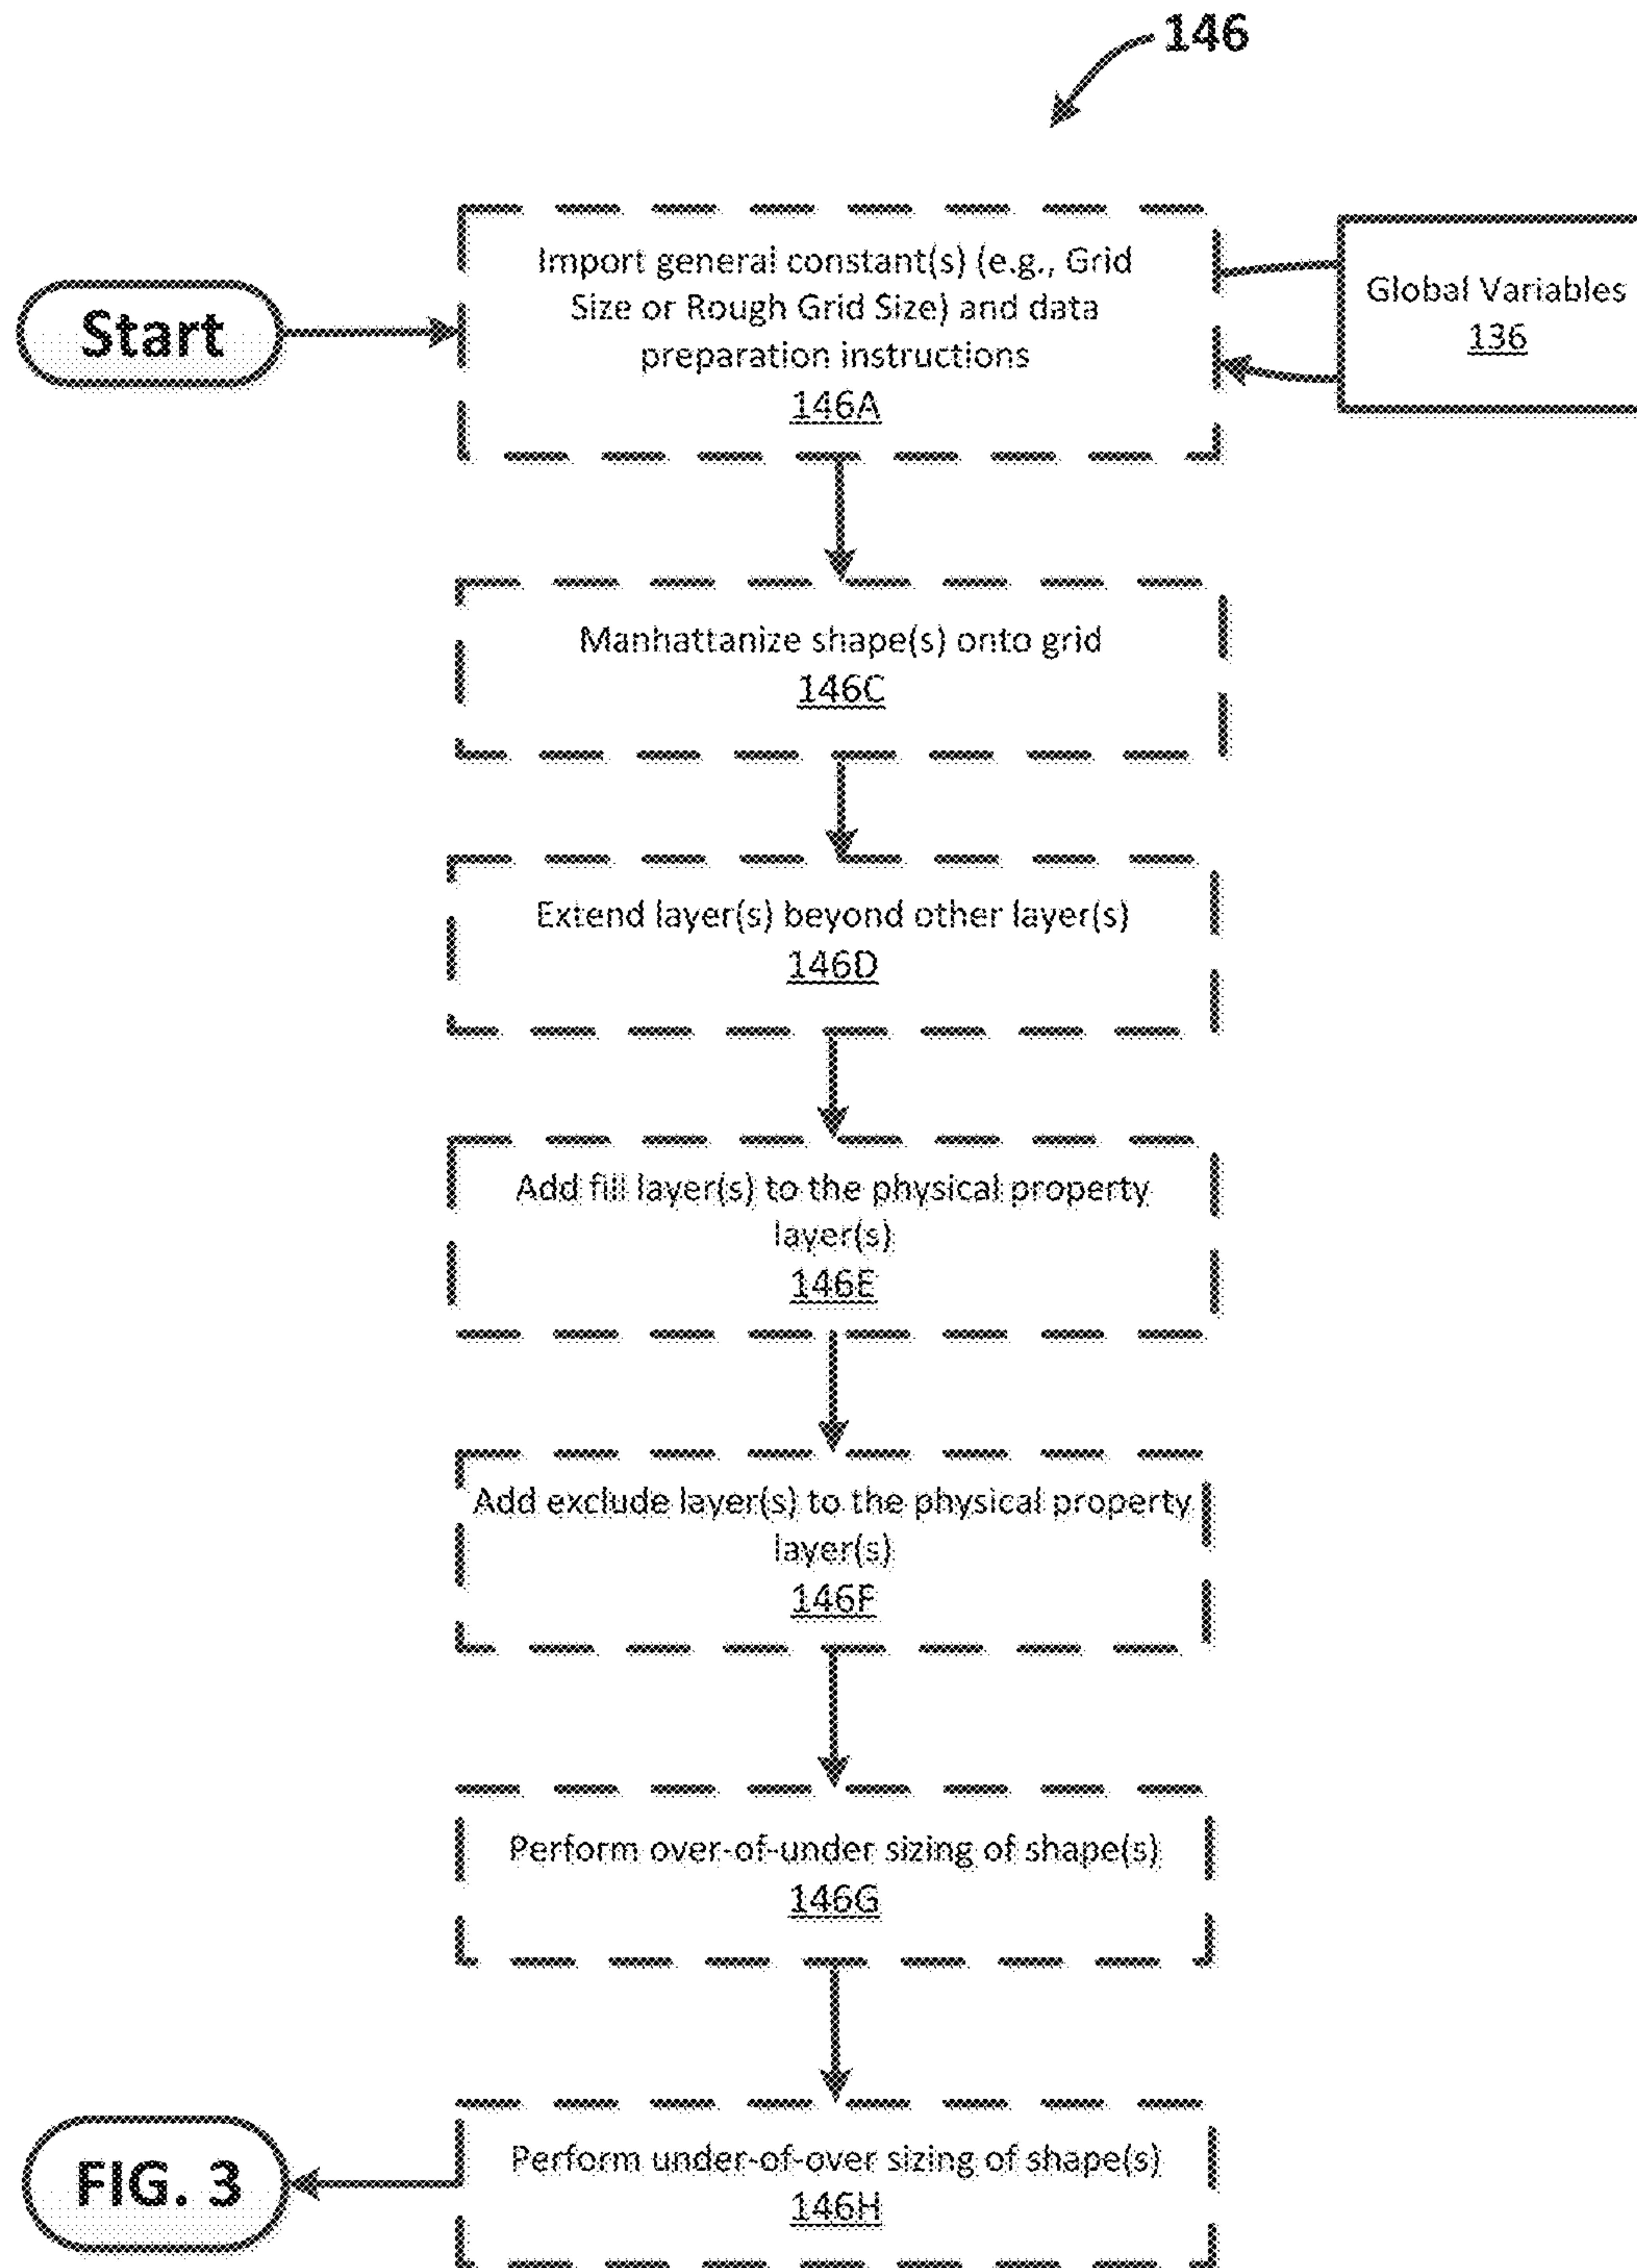 146
Import general constant(s) (e.g., Grid
Size or Rough Grid Size) and data
preparation instructions
146A
Global Variables
136
Start
Manhattanize shape(s) onto grid
146C
Extend layer(s) beyond other layer(s)
146D
Add fill layer(s) to the physical property
layer(s)
146E
Add exclude layer(s) to the physical property
layer(s)
146F
Perform over-of-under sizing of shape(s)
146G
Perform under-of-over sizing of shape(s)
146H
FIG. 3